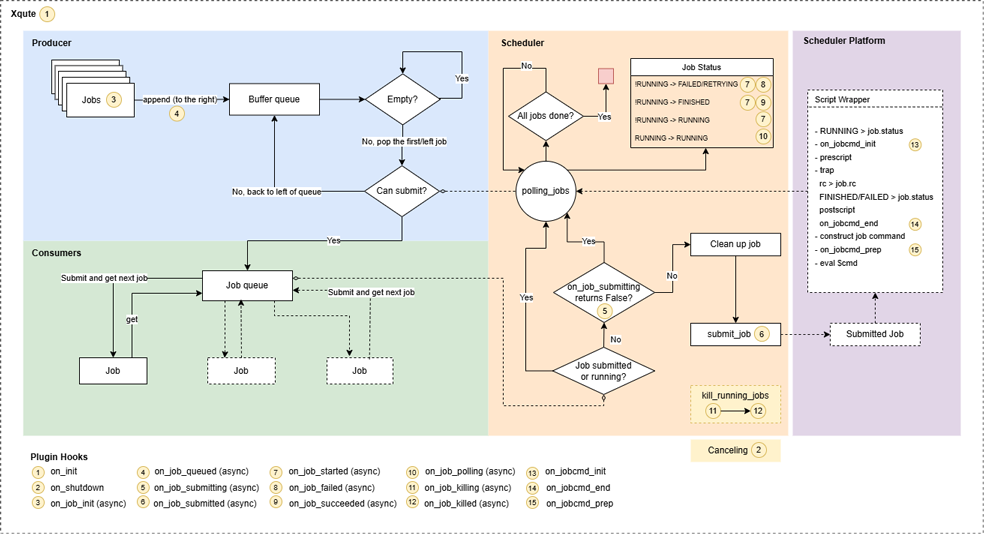 Xqute 1
Producer
Jobs 3
append (to the right)
4
Buffer queue
Empty?
Yes
No, pop the first/left job
Can submit?
No, back to left of queue
Yes
Consumers
Submit and get next job
Job queue
Submit and get next job
get
Job
Job
Job
Scheduler
No
All jobs done?
Yes
Job Status
!RUNNING -> FAILED/RETRYING 7 8
!RUNNING -> FINISHED 7 9
!RUNNING -> RUNNING 7
RUNNING -> RUNNING 10
polling_jobs
Yes
Yes
on_job_submitting
returns False?
5
No
Clean up job
No
submit_job 6
Job submitted
or running?
kill_running_jobs
11 12
Canceling 2
Scheduler Platform
Script Wrapper
- RUNNING > job.status
- on_jobcmd_init 13
- prescript
- trap
rc > job.rc
FINISHED/FAILED > job.status
postscript
on_jobcmd_end 14
- construct job command
- on_jobcmd_prep 15
- eval $cmd
Submitted Job
Plugin Hooks
1 on_init
2 on_shutdown
3 on_job_init (async)
4 on_job_queued (async)
5 on_job_submitting (async)
6 on_job_submitted (async)
7 on_job_started (async)
8 on_job_failed (async)
9 on_job_succeeded (async)
10 on_job_polling (async)
11 on_job_killing (async)
12 on_job_killed (async)
13 on_jobcmd_init
14 on_jobcmd_end
15 on_jobcmd_prep